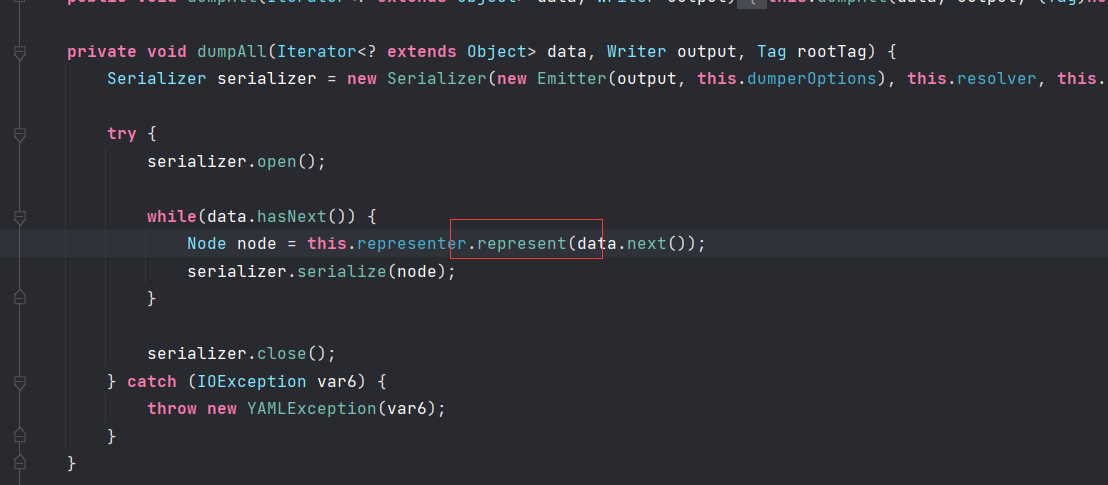 private void dumpAll(Iterator<? extends Object> data, Writer output, Tag rootTag) {
Serializer serializer = new Serializer(new Emitter(output, this.dumperOptions), this.resolver, this.
try {
serializer.open();
while(data.hasNext()) {
Node node = this.representer.represent(data.next());
serializer.serialize(node);
}
serializer.close();
} catch (IOException var6) {
throw new YAMLException(var6);
}
}